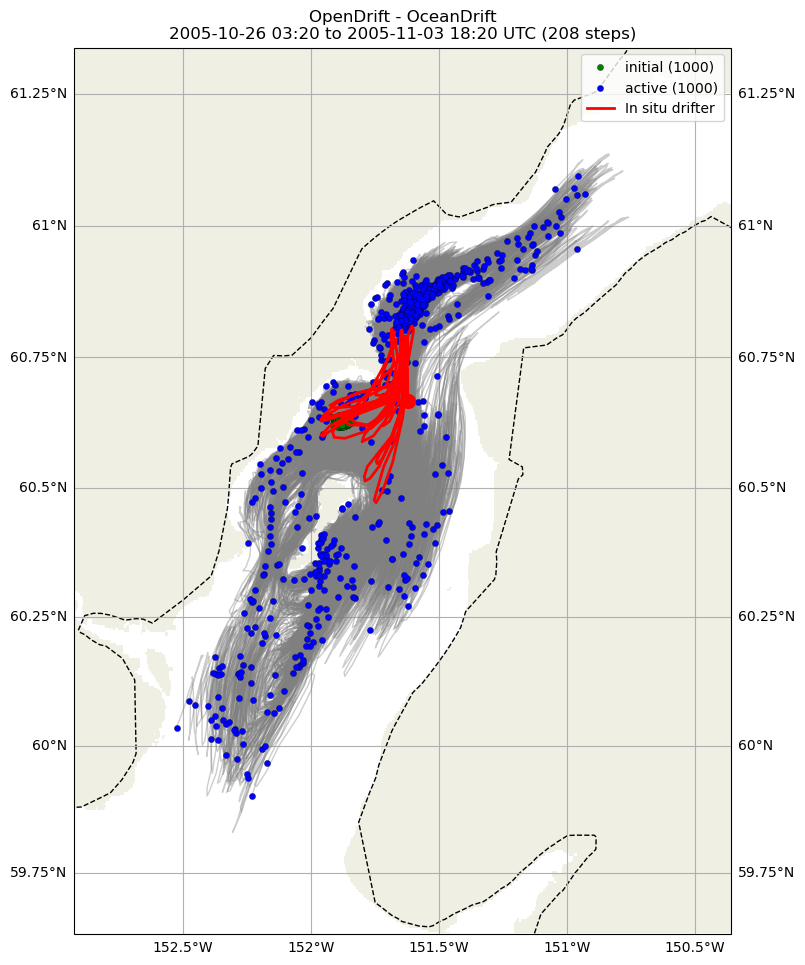 OpenDrift - OceanDrift
2005-10-26 03:20 to 2005-11-03 18:20 UTC (208 steps)
initial (1000)
active (1000)
In situ drifter
61.25°N
61.25°N
61°N
61°N
60.75°N
60.75°N
60.5°N
60.5°N
60.25°N
60.25°N
60°N
60°N
59.75°N
59.75°N
152.5°W
152°W
151.5°W
151°W
150.5°W